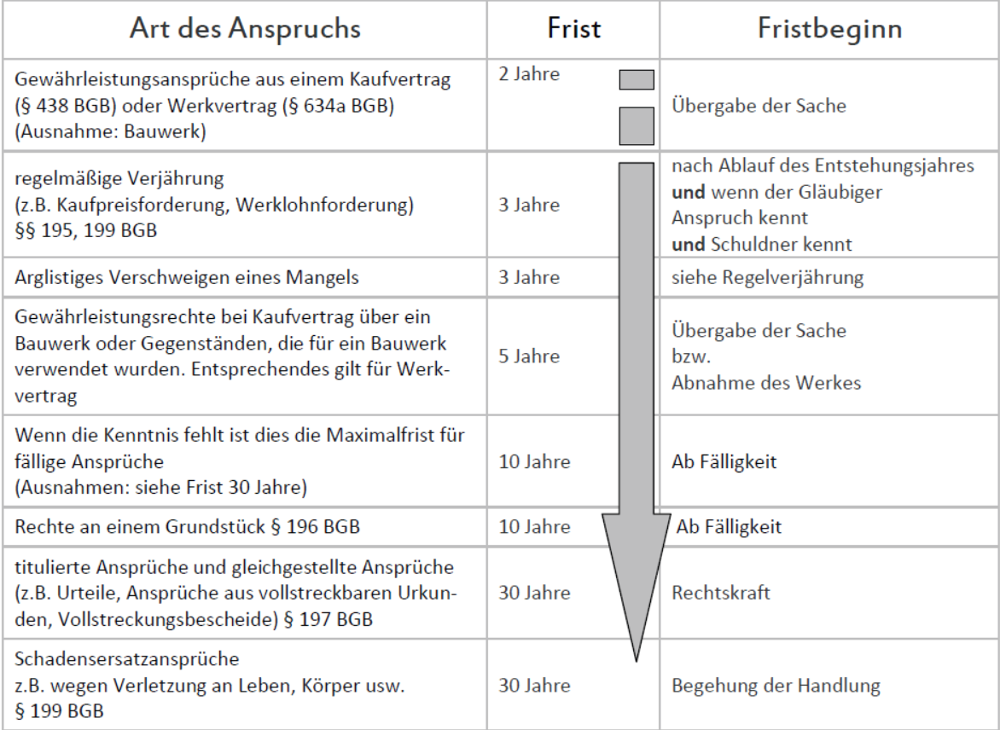 Art des Anspruchs
Frist
Fristbeginn
Gewährleistungsansprüche aus einem Kaufvertrag
(§ 438 BGB) oder Werkvertrag (§ 634a BGB)
(Ausnahme: Bauwerk)
2 Jahre
Übergabe der Sache
regelmäßige Verjährung
(z.B. Kaufpreisforderung, Werklohnforderung)
§§ 195, 199 BGB
3 Jahre
nach Ablauf des Entstehungsjahres
und wenn der Gläubiger
Anspruch kennt
und Schuldner kennt
Arglistiges Verschweigen eines Mangels
3 Jahre
siehe Regelverjährung
Gewährleistungsrechte bei Kaufvertrag über ein
Bauwerk oder Gegenständen, die für ein Bauwerk
verwendet wurden. Entsprechendes gilt für Werk-
vertrag
5 Jahre
Übergabe der Sache
bzw.
Abnahme des Werkes
Wenn die Kenntnis fehlt ist dies die Maximalfrist für
fällige Ansprüche
(Ausnahmen: siehe Frist 30 Jahre)
10 Jahre
Ab Fälligkeit
Rechte an einem Grundstück § 196 BGB
10 Jahre
Ab Fälligkeit
titulierte Ansprüche und gleichgestellte Ansprüche
(z.B. Urteile, Ansprüche aus vollstreckbaren Urkun-
den, Vollstreckungsbescheide) § 197 BGB
30 Jahre
Rechtskraft
Schadensersatzansprüche
z.B. wegen Verletzung an Leben, Körper usw.
§ 199 BGB
30 Jahre
Begehung der Handlung